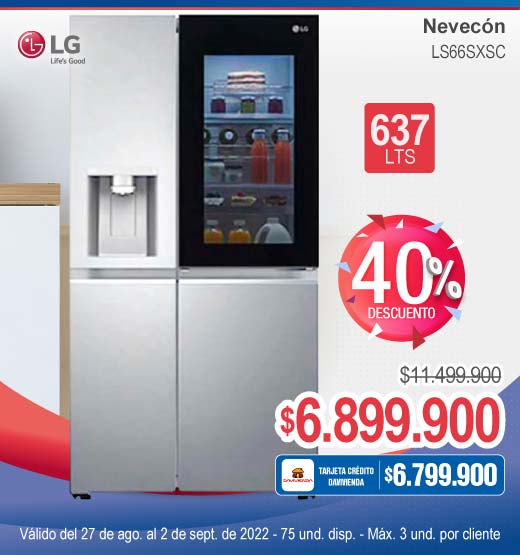 LG
Life's Good
Nevecón
LS66SXSC
LG
637
LTS
40%
DESCUENTO
$11.499.900
$6.899.900
DAVIVIENDA
TARJETA CRÉDITO
DAVIVIENDA
$6.799.900
Válido del 27 de ago. al 2 de sept. de 2022 - 75 und. disp. - Máx. 3 und. por cliente